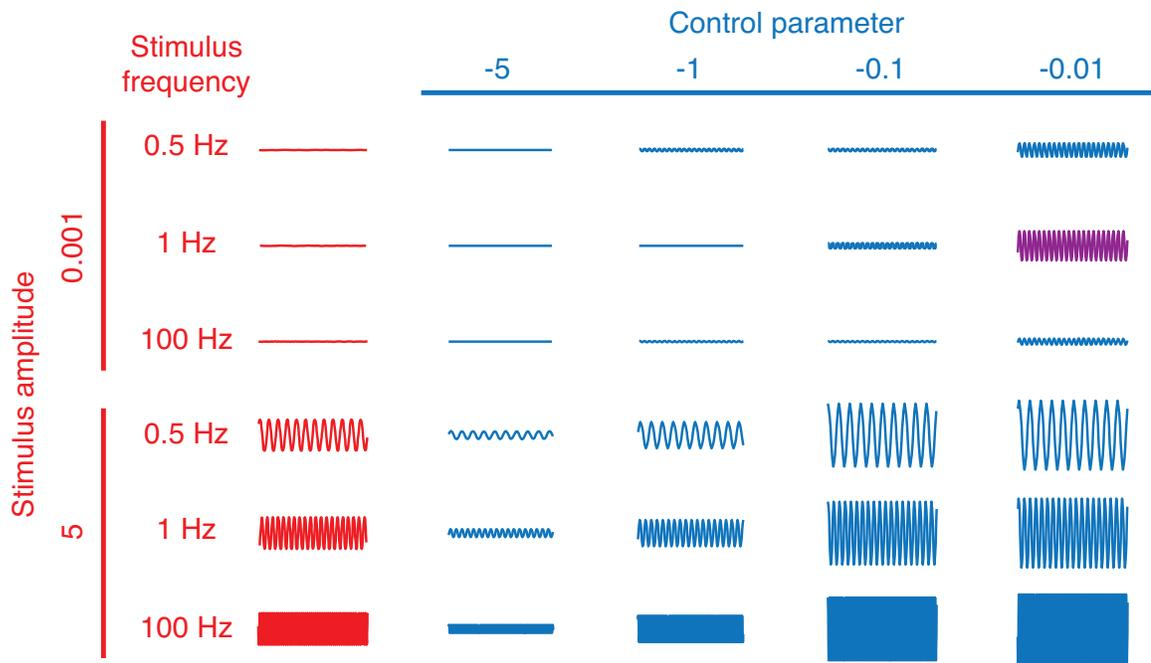 Control parameter
Stimulus
frequency
-5 -1 -0.1 -0.01
0.5 Hz
1 Hz
100 Hz
0.001
Stimulus amplitude
0.5 Hz
1 Hz
100 Hz
5